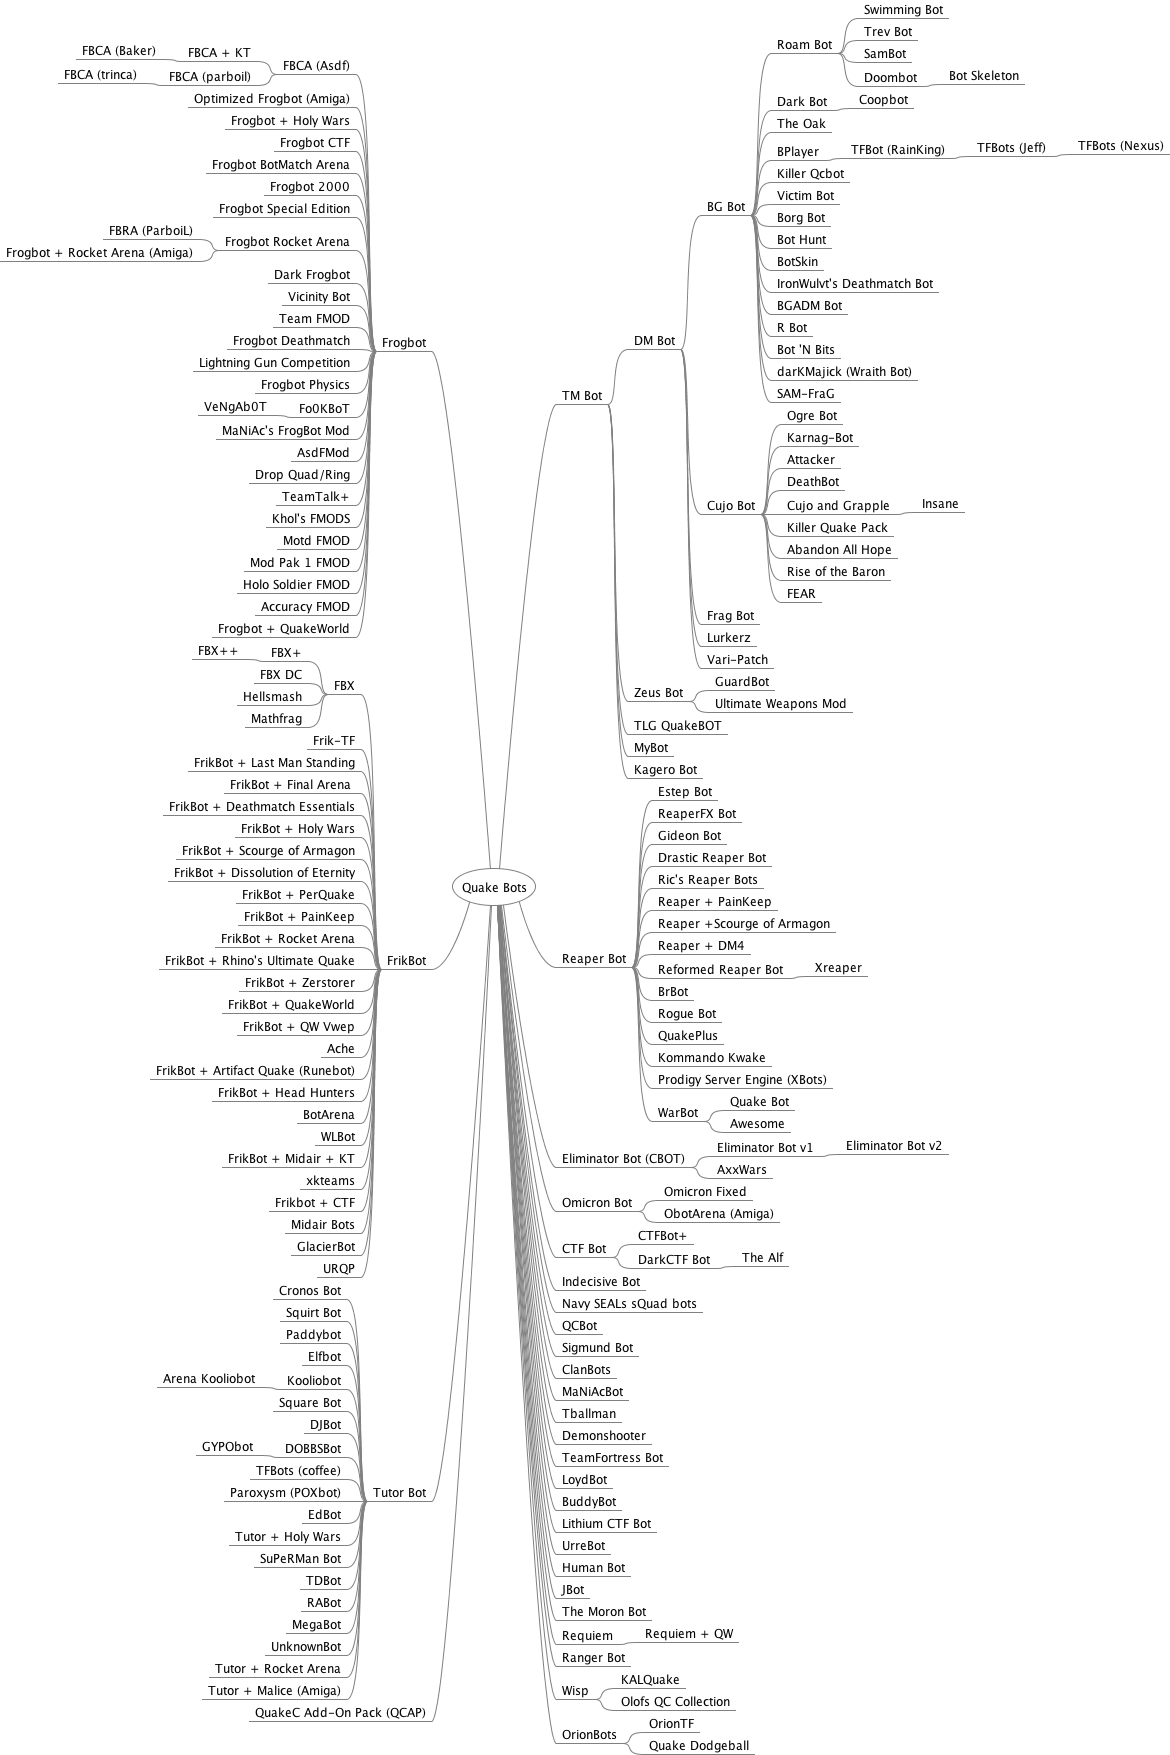 Quake Bots
Frogbot
FBCA (Asdf)
FBCA + KT
FBCA (Baker)
FBCA (parboil)
FBCA (trinca)
Optimized Frogbot (Amiga)
Frogbot + Holy Wars
Frogbot CTF
Frogbot BotMatch Arena
Frogbot 2000
Frogbot Special Edition
Frogbot Rocket Arena
FBRA (ParboiL)
Frogbot + Rocket Arena (Amiga)
Dark Frogbot
Vicinity Bot
Team FMOD
Frogbot Deathmatch
Lightning Gun Competition
Frogbot Physics
Fo0KBoT
VeNgAb0T
MaNiAc's FrogBot Mod
AsdFMod
Drop Quad/Ring
TeamTalk+
Khol's FMODS
Motd FMOD
Mod Pak 1 FMOD
Holo Soldier FMOD
Accuracy FMOD
Frogbot + QuakeWorld
FrikBot
FBX
FBX+
FBX++
FBX DC
Hellsmash
Mathfrag
Frik-TF
FrikBot + Last Man Standing
FrikBot + Final Arena
FrikBot + Deathmatch Essentials
FrikBot + Holy Wars
FrikBot + Scourge of Armagon
FrikBot + Dissolution of Eternity
FrikBot + PerQuake
FrikBot + PainKeep
FrikBot + Rocket Arena
FrikBot + Rhino's Ultimate Quake
FrikBot + Zerstorer
FrikBot + QuakeWorld
FrikBot + QW Vwep
Ache
FrikBot + Artifact Quake (Runebot)
FrikBot + Head Hunters
BotArena
WLBot
FrikBot + Midair + KT
xkteams
Frikbot + CTF
Midair Bots
GlacierBot
URQP
Tutor Bot
Cronos Bot
Squirt Bot
Paddybot
Elfbot
Kooliobot
Arena Kooliobot
Square Bot
DJBot
DOBBSBot
GYPObot
TFBots (coffee)
Paroxysm (POXbot)
EdBot
Tutor + Holy Wars
SuPeRMan Bot
TDBot
RABot
MegaBot
UnknownBot
Tutor + Rocket Arena
Tutor + Malice (Amiga)
QuakeC Add-On Pack (QCAP)
TM Bot
DM Bot
BG Bot
Roam Bot
Swimming Bot
Trev Bot
SamBot
Doombot
Bot Skeleton
Dark Bot
Coopbot
The Oak
BPlayer
TFBot (RainKing)
TFBots (Jeff)
TFBots (Nexus)
Killer Qcbot
Victim Bot
Borg Bot
Bot Hunt
BotSkin
IronWulvt's Deathmatch Bot
BGADM Bot
R Bot
Bot 'N Bits
darKMajick (Wraith Bot)
SAM-FraG
Cujo Bot
Ogre Bot
Karnag-Bot
Attacker
DeathBot
Cujo and Grapple
Insane
Killer Quake Pack
Abandon All Hope
Rise of the Baron
FEAR
Frag Bot
Lurkerz
Vari-Patch
Zeus Bot
GuardBot
Ultimate Weapons Mod
TLG QuakeBOT
MyBot
Kagero Bot
Reaper Bot
Estep Bot
ReaperFX Bot
Gideon Bot
Drastic Reaper Bot
Ric's Reaper Bots
Reaper + PainKeep
Reaper +Scourge of Armagon
Reaper + DM4
Reformed Reaper Bot
Xreaper
BrBot
Rogue Bot
QuakePlus
Kommando Kwake
Prodigy Server Engine (XBots)
WarBot
Quake Bot
Awesome
Eliminator Bot (CBOT)
Eliminator Bot v1
Eliminator Bot v2
AxxWars
Omicron Bot
Omicron Fixed
ObotArena (Amiga)
CTF Bot
CTFBot+
DarkCTF Bot
The Alf
Indecisive Bot
Navy SEALs sQuad bots
QCBot
Sigmund Bot
ClanBots
MaNiAcBot
Tballman
Demonshooter
TeamFortress Bot
LoydBot
BuddyBot
Lithium CTF Bot
UrreBot
Human Bot
JBot
The Moron Bot
Requiem
Requiem + QW
Ranger Bot
Wisp
KALQuake
Olofs QC Collection
OrionBots
OrionTF
Quake Dodgeball